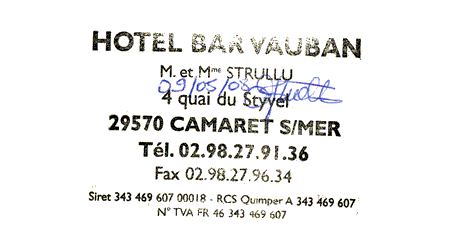 HOTEL BAR VAUBAN
M. et Mme STRULLU
09/05/08
4 quai du Styvel
29570 CAMARET S/MER
Tél. 02.98.27.91.36
Fax 02.98.27.96.34
Siret 343 469 607 00018 - RCS Quimper A 343 469 607
N° TVA FR 46 343 469 607